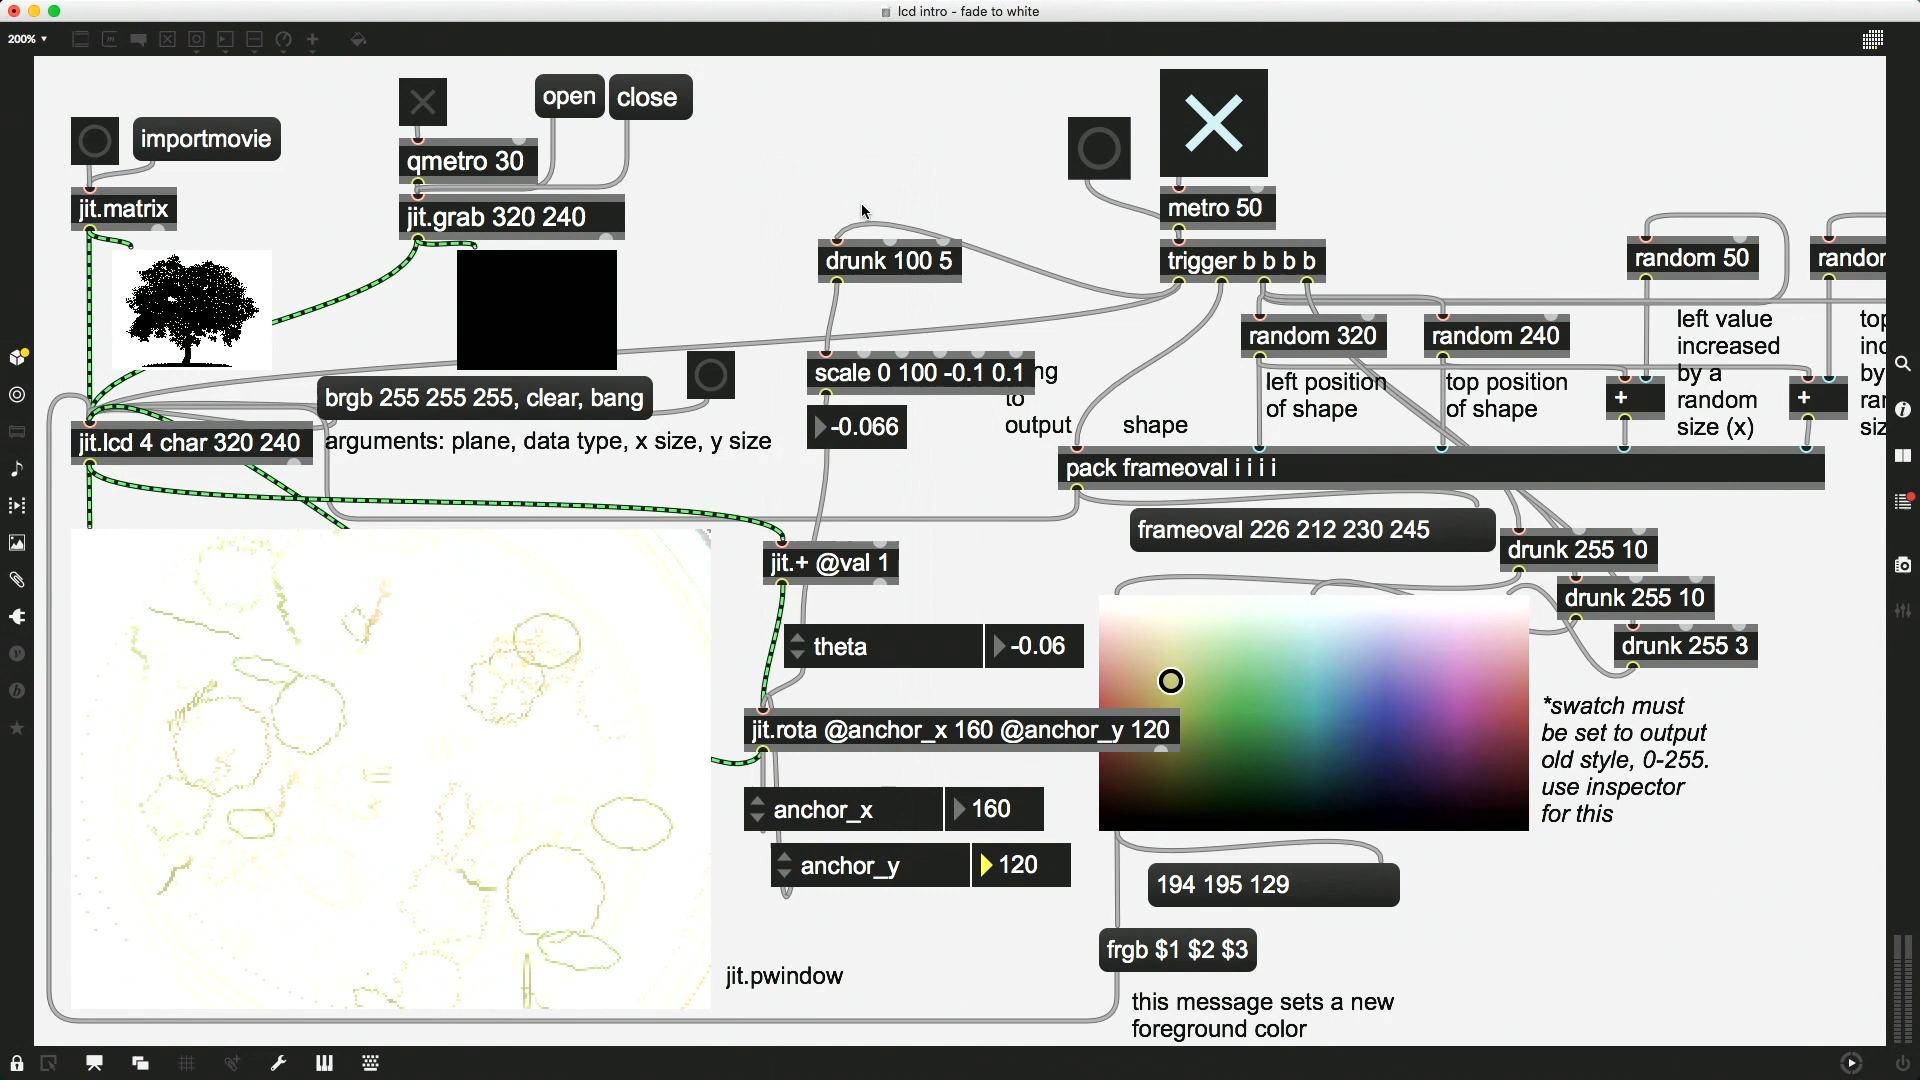 lcd intro - fade to white
200%
open
close
importmovie
qmetro 30
jit.matrix
jit.grab 320 240
metro 50
drunk 100 5
trigger b b b b
random 50
random 320
random 240
left value
increased
by a
random
size (x)
scale 0 100 -0.1 0.1
to
output
left position
of shape
top position
of shape
+
+
brgb 255 255 255, clear, bang
-0.066
shape
jit.lcd 4 char 320 240
arguments: plane, data type, x size, y size
pack frameoval i i i i
frameoval 226 212 230 245
drunk 255 10
jit.+ @val 1
drunk 255 10
theta
-0.06
drunk 255 3
jit.rota @anchor_x 160 @anchor_y 120
*swatch must
be set to output
old style, 0-255.
use inspector
for this
anchor_x
160
anchor_y
120
194 195 129
frgb $1 $2 $3
jit.pwindow
this message sets a new
foreground color